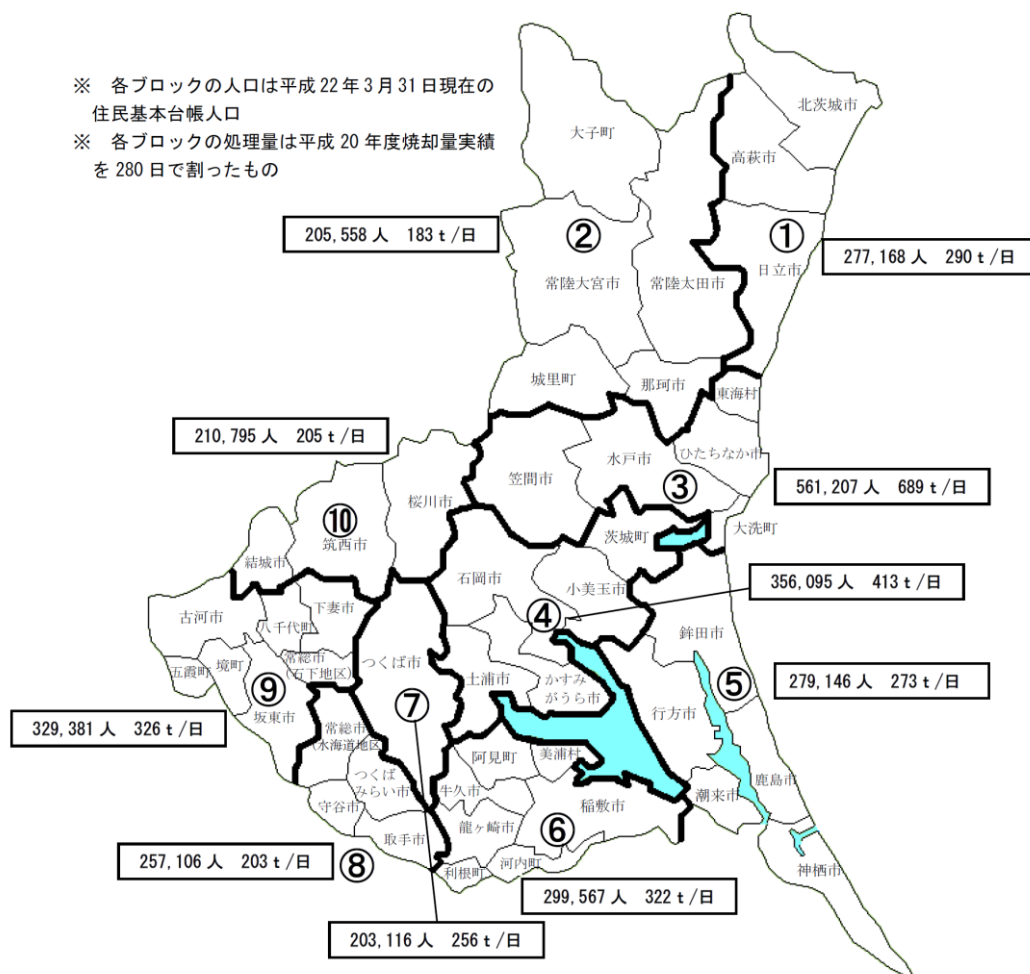 ※ 各ブロックの人口は平成22年3月31日現在の
住民基本台帳人口
※ 各ブロックの処理量は平成20年度焼却量実績
を280日で割ったもの
北茨城市
大子町
高萩市
205,558人 183t/日
②
①
277,168人 290t/日
日立市
常陸大宮市
常陸太田市
城里町
那珂市
東海村
210,795人 205t/日
水戸市
ひたちなか市
笠間市
③
561,207人 689t/日
桜川市
⑩
筑西市
茨城町
大洗町
結城市
石岡市
小美玉市
356,095人 413t/日
古河市
下妻市
八千代町
④
鉾田市
五霞町
境町
常総市
(石下地区)
つくば市
土浦市
かすみ
がうら市
⑤
279,146人 273t/日
⑨
坂東市
⑦
行方市
329,381人 326t/日
常総市
(水海道地区)
阿見町
美浦村
つくば
みらい市
牛久市
稲敷市
潮来市
鹿島市
守谷市
取手市
龍ヶ崎市
⑥
257,106人 203t/日
⑧
利根町
河内町
神栖市
299,567人 322t/日
203,116人 256t/日